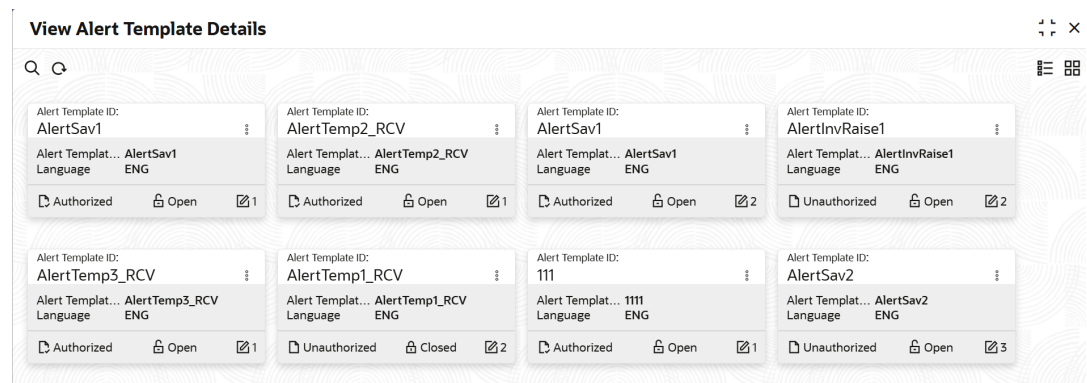 View Alert Template Details
Alert Template ID:
AlertSav1
Alert Templat... AlertSav1
Language ENG
Authorized Open 1
Alert Template ID:
AlertTemp2_RCV
Alert Templat... AlertTemp2_RCV
Language ENG
Authorized Open 1
Alert Template ID:
AlertSav1
Alert Templat... AlertSav1
Language ENG
Authorized Open 2
Alert Template ID:
AlertInvRaise1
Alert Templat... AlertInvRaise1
Language ENG
Unauthorized Open 2
Alert Template ID:
AlertTemp3_RCV
Alert Templat... AlertTemp3_RCV
Language ENG
Authorized Open 1
Alert Template ID:
AlertTemp1_RCV
Alert Templat... AlertTemp1_RCV
Language ENG
Unauthorized Closed 2
Alert Template ID:
111
Alert Templat... 1111
Language ENG
Authorized Open 1
Alert Template ID:
AlertSav2
Alert Templat... AlertSav2
Language ENG
Unauthorized Open 3